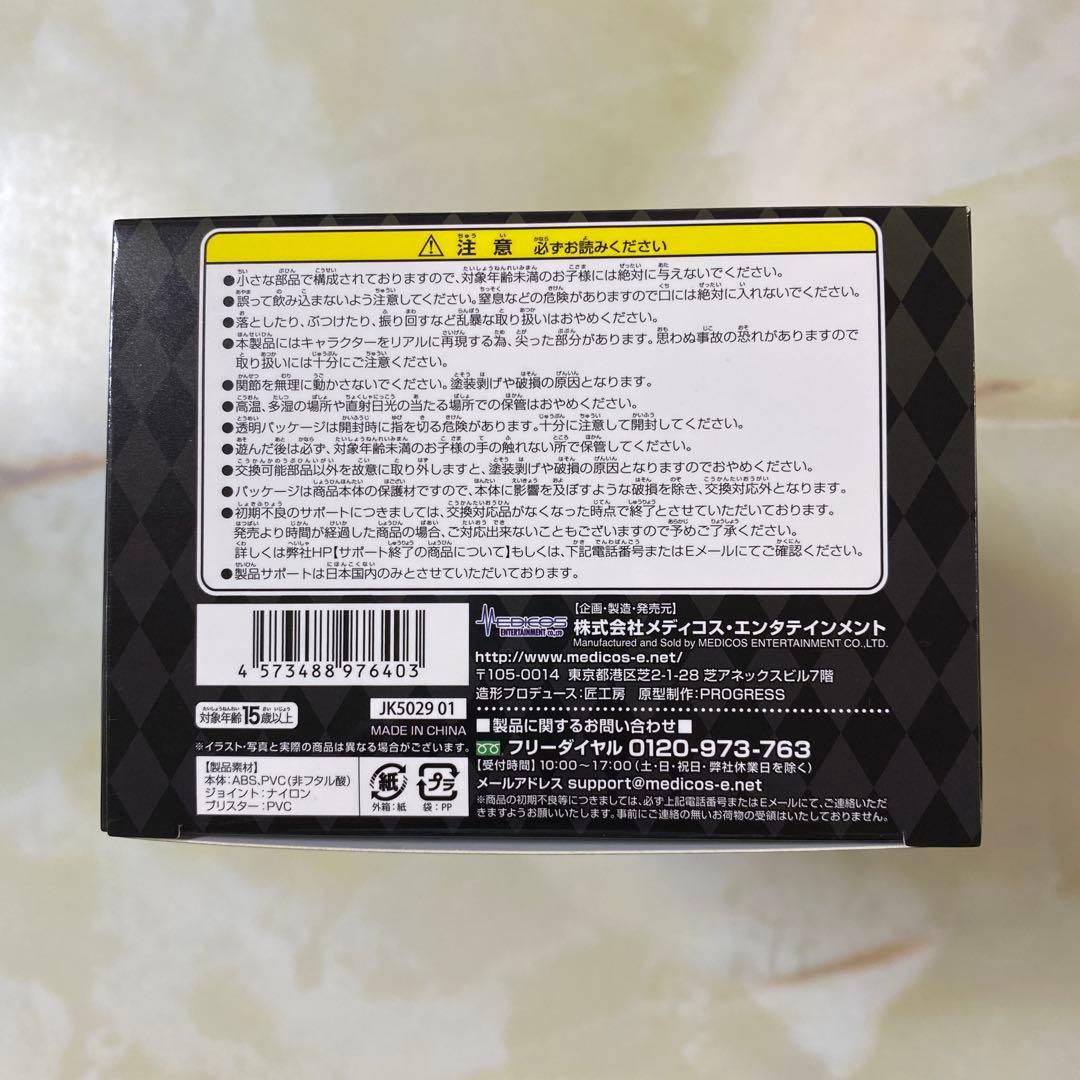 注意 必ずお読みください
●小さな部品で構成されておりますので、対象年齢未満のお子様には絶対に与えないでください。
●誤って飲み込まないよう注意してください。窒息などの危険がありますので口には絶対に入れないでください。
●落としたり、ぶつけたり、振り回すなど乱暴な取り扱いはおやめください。
●本製品にはキャラクターをリアルに再現する為、尖った部分があります。思わぬ事故の恐れがありますので
取り扱いには十分にご注意ください。
●関節を無理に動かさないでください。塗装剥げや破損の原因となります。
●高温、多湿の場所や直射日光の当たる場所での保管はおやめください。
●透明パッケージは開封時に指を切る危険があります。十分に注意して開封してください。
●遊んだ後は必ず、対象年齢未満のお子様の手の触れない所で保管してください。
●交換可能部品以外を故意に取り外しますと、塗装剥げや破損の原因となりますのでおやめください。
●パッケージは商品本体の保護材ですので、本体に影響を及ぼすような破損を除き、交換対応外となります。
●初期不良のサポートにつきましては、交換対応品がなくなった時点で終了とさせていただいております。
発売より時間が経過した商品の場合、ご対応出来ないこともございますので予めご了承ください。
詳しくは弊社HP【サポート終了の商品について】もしくは、下記電話番号またはEメールにてご確認ください。
●製品サポートは日本国内のみとさせていただいております。
4 573488 976403
対象年齢15歳以上
JK5029 01
MADE IN CHINA
※イラスト・写真と実際の商品は異なる場合がございます。
【製品素材】
本体:ABS、PVC(非フタル酸)
ジョイント:ナイロン
ブリスター:PVC
紙
外箱:紙
プラ
袋:PP
MEDICOS
ENTERTAINMENT CO.,LTD
【企画・製造・発売元】
株式会社メディコス・エンタテインメント
Manufactured and Sold by MEDICOS ENTERTAINMENT CO.,LTD.
http://www.medicos-e.net/
〒105-0014 東京都港区芝2-1-28 芝アネックスビル7階
造形プロデュース:匠工房 原型制作:PROGRESS
■製品に関するお問い合わせ■
フリーダイヤル 0120-973-763
【受付時間】10:00～17:00(土・日・祝日・弊社休業日を除く)
メールアドレス support@medicos-e.net
※商品の初期不良等につきましては、必ず上記電話番号またはEメールにて、ご連絡いただ
きますようお願いいたします。事前にご連絡の無いお荷物の受領はいたしておりません。